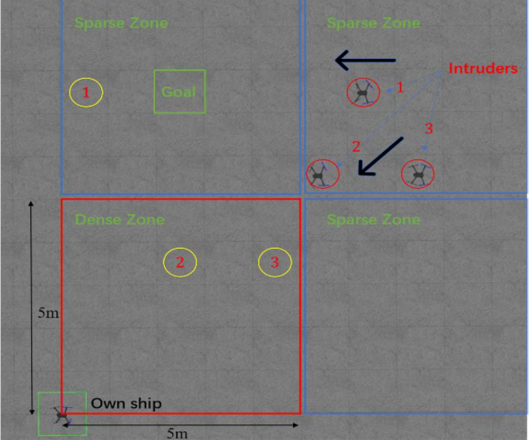 Sparse Zone
Sparse Zone
Intruders
1
Goal
1
3
2
Dense Zone
Sparse Zone
2
3
5m
Own ship
5m